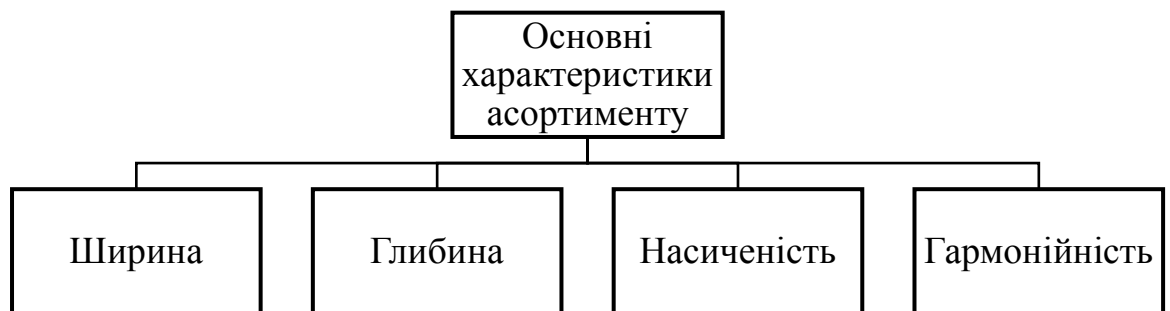 Основні
характеристики
асортименту
Ширина
Глибина
Насиченість
Гармонійність